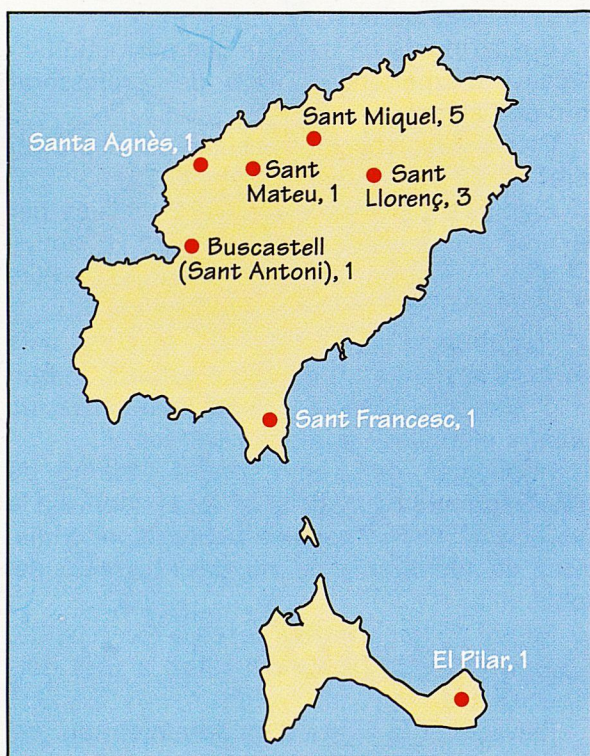 Sant Miquel, 5
Santa Agnès, 1
Sant
Mateu, 1
Sant
Llorenç, 3
Buscastell
(Sant Antoni), 1
Sant Francesc, 1
El Pilar, 1